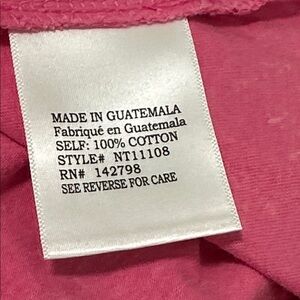 MADE IN GUATEMALA
Fabriqué en Guatemala
SELF: 100% COTTON
STYLE# NT11108
RN# 142798
SEE REVERSE FOR CARE